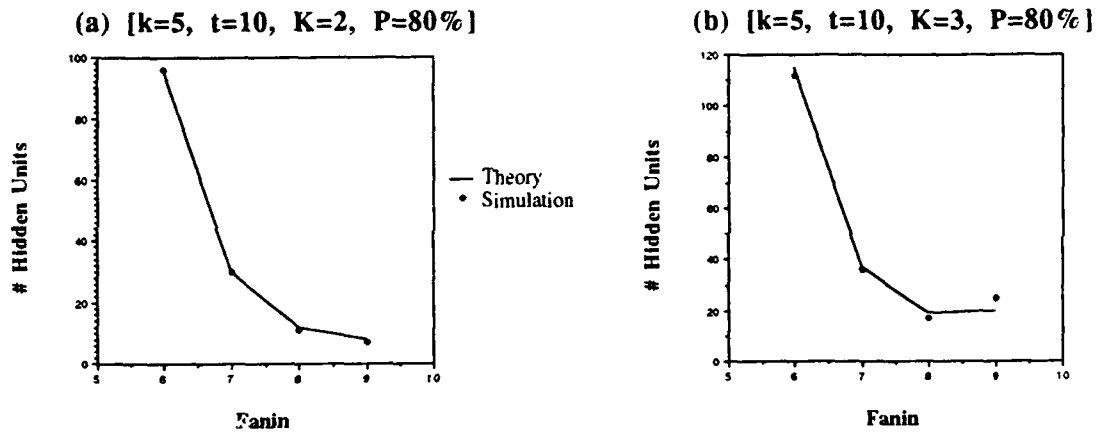 (a) [k=5, t=10, K=2, P=80%]
100
80
60
40
20
0
5 6 7 8 9 10
# Hidden Units
Fanin
Theory
Simulation
(b) [k=5, t=10, K=3, P=80%]
120
100
80
60
40
20
0
5 6 7 8 9 10
# Hidden Units
Fanin